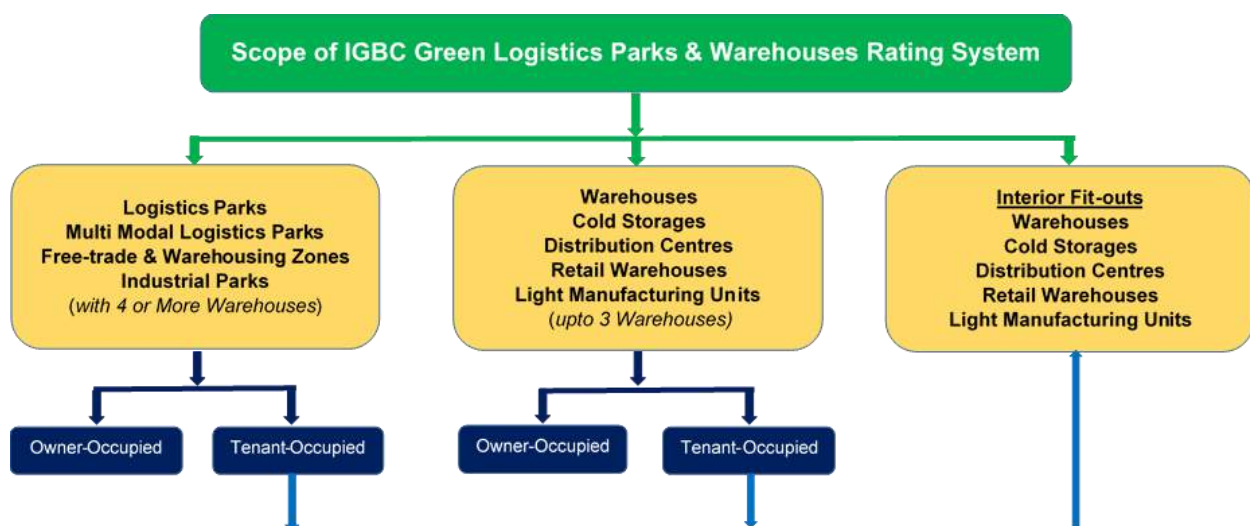 Scope of IGBC Green Logistics Parks & Warehouses Rating System
Logistics Parks
Multi Modal Logistics Parks
Free-trade & Warehousing Zones
Industrial Parks
(with 4 or More Warehouses)
Warehouses
Cold Storages
Distribution Centres
Retail Warehouses
Light Manufacturing Units
(upto 3 Warehouses)
Interior Fit-outs
Warehouses
Cold Storages
Distribution Centres
Retail Warehouses
Light Manufacturing Units
Owner-Occupied
Tenant-Occupied
Owner-Occupied
Tenant-Occupied